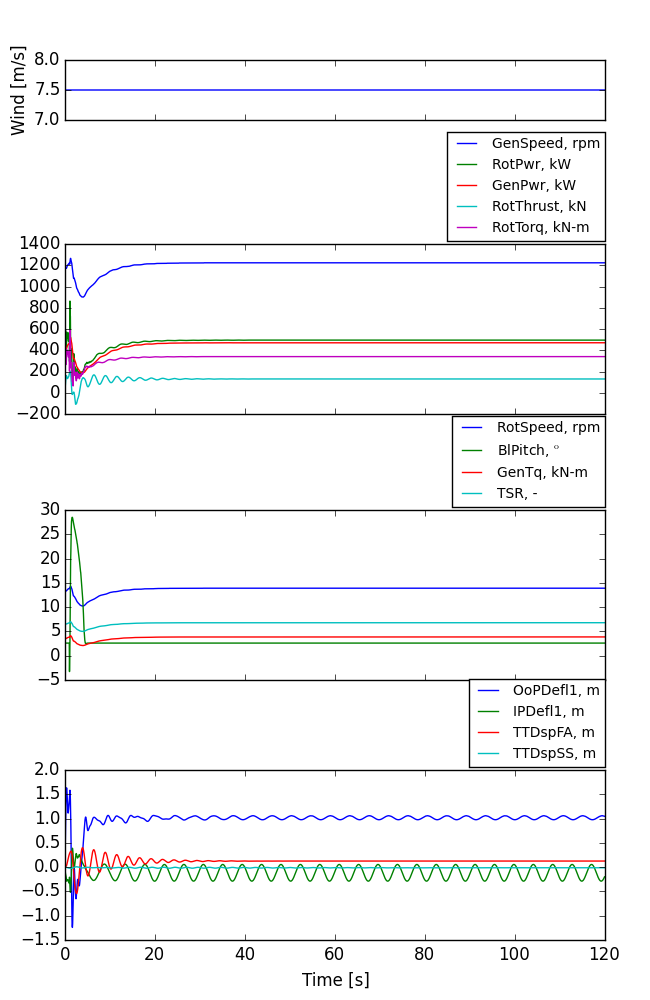 Wind [m/s]
8.0
7.5
7.0
GenSpeed, rpm
RotPwr, kW
GenPwr, kW
RotThrust, kN
RotTorq, kN-m
1400
1200
1000
800
600
400
200
0
−200
RotSpeed, rpm
BlPitch, °
GenTq, kN-m
TSR, -
30
25
20
15
10
5
0
−5
OoPDefl1, m
IPDefl1, m
TTDspFA, m
TTDspSS, m
2.0
1.5
1.0
0.5
0.0
−0.5
−1.0
−1.5
0 20 40 60 80 100 120
Time [s]